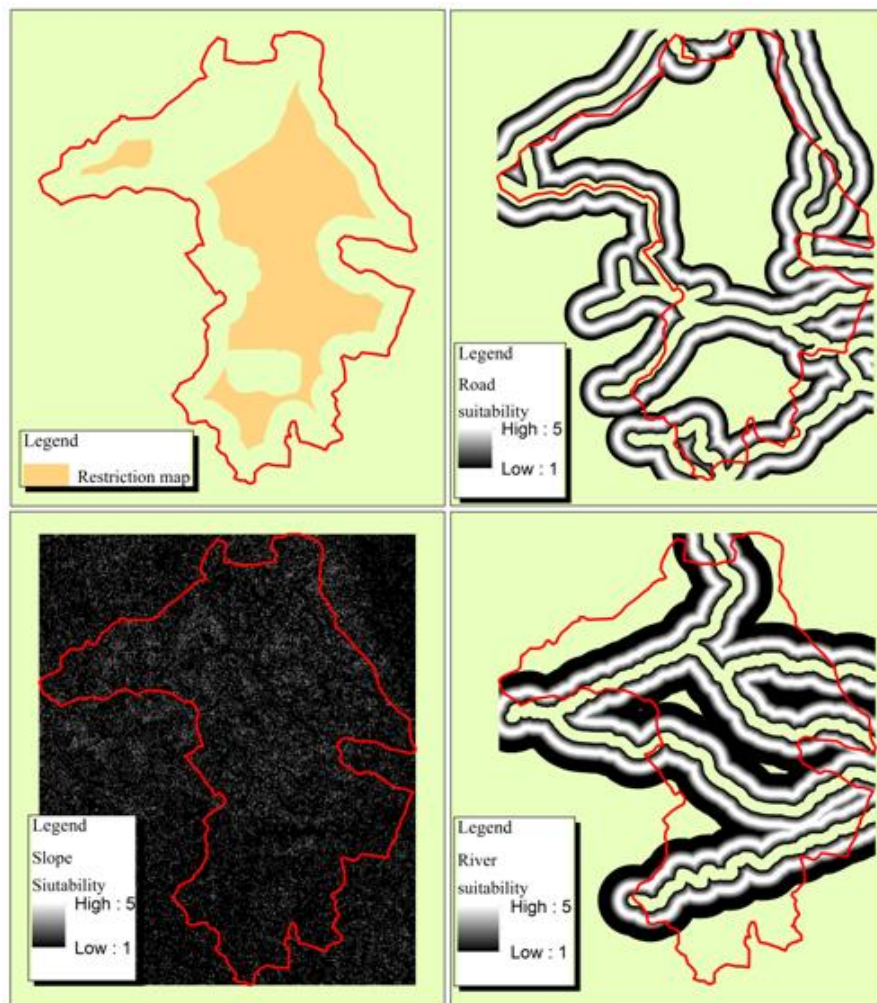 Legend
Restriction map
Legend
Road
suitability
High : 5
Low : 1
Legend
Slope
Siutability
High : 5
Low : 1
Legend
River
suitability
High : 5
Low : 1